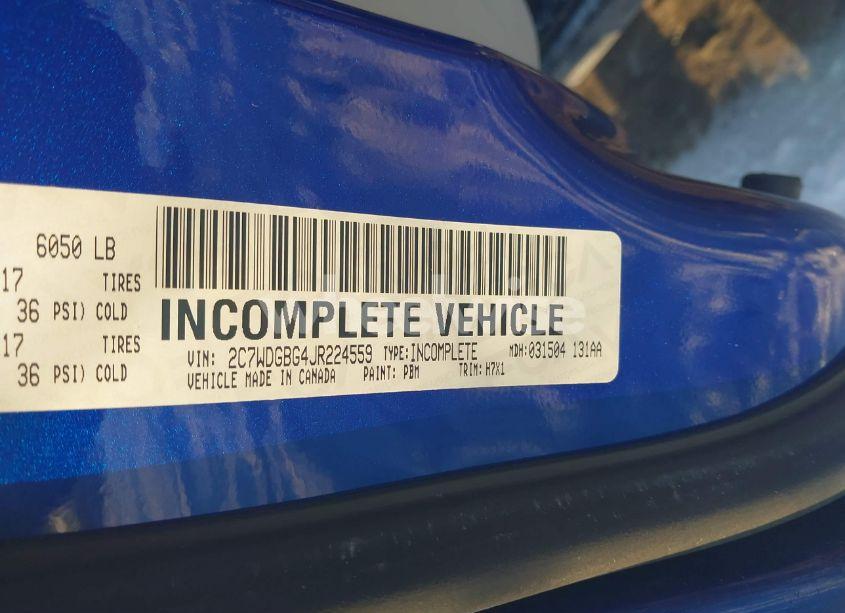 6050 LB
17 TIRES
36 PSI) COLD
17 TIRES
36 PSI) COLD
INCOMPLETE VEHICLE
VIN: 2C7WDGBG4JR224559 TYPE: INCOMPLETE MDH: 031504 131AA
VEHICLE MADE IN CANADA PAINT: PBM TRIM: H7X1